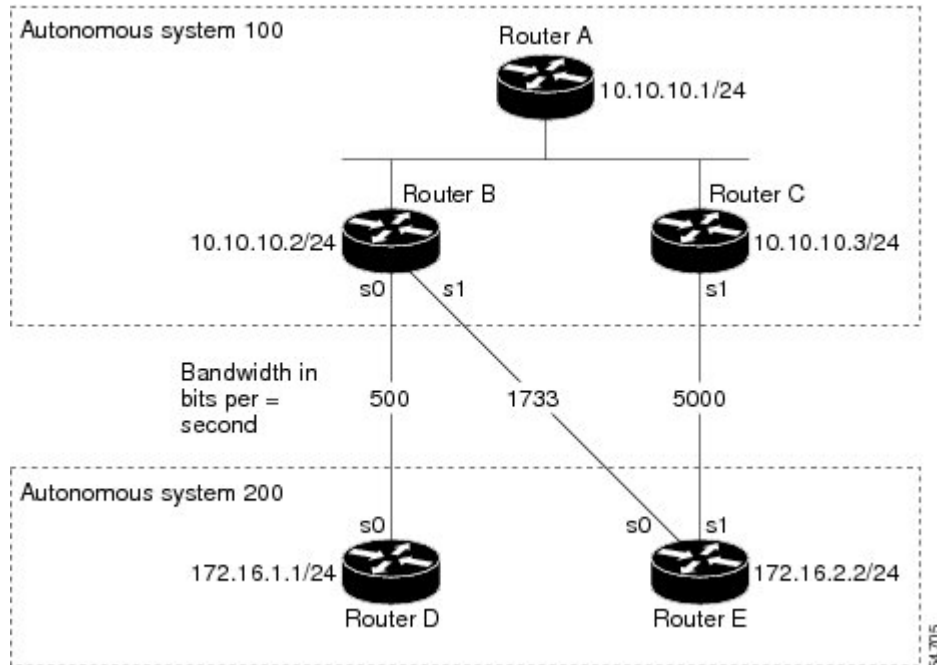 Autonomous system 100
Router A
10.10.10.1/24
Router B
Router C
10.10.10.2/24
10.10.10.3/24
s0
s1
s1
Bandwidth in
bits per =
second
500
1733
5000
Autonomous system 200
s0
s0
s1
172.16.1.1/24
172.16.2.2/24
Router D
Router E